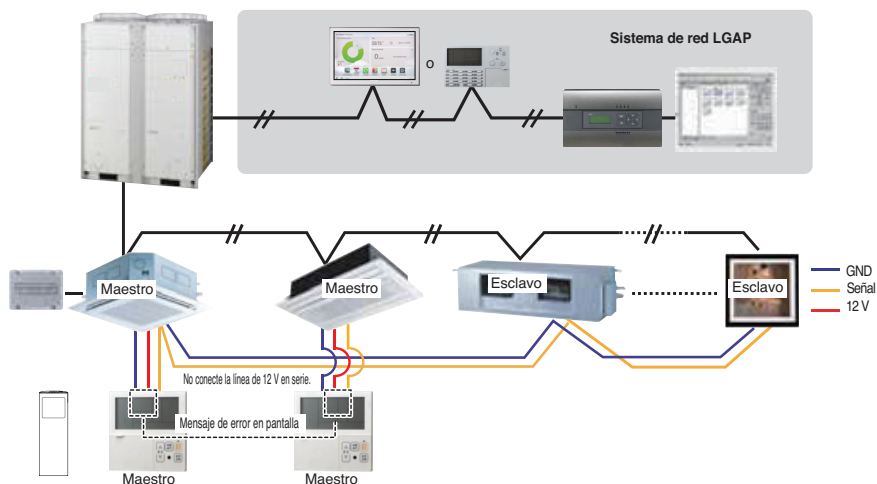 Sistema de red LGAP
o
Maestro
Maestro
Esclavo
Esclavo
GND
Señal
12 V
No conecte la línea de 12 V en serie.
Mensaje de error en pantalla
Maestro
Maestro